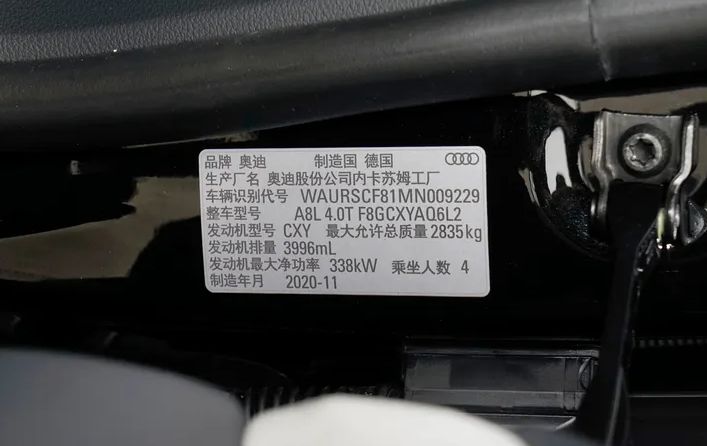 品牌 奥迪 制造国 德国
生产厂名 奥迪股份公司内卡苏姆工厂
车辆识别代号 WAURSCF81MN009229
整车型号 A8L 4.0T F8GCXYAQ6L2
发动机型号 CXY 最大允许总质量 2835kg
发动机排量 3996mL
发动机最大净功率 338kW 乘坐人数 4
制造年月 2020-11